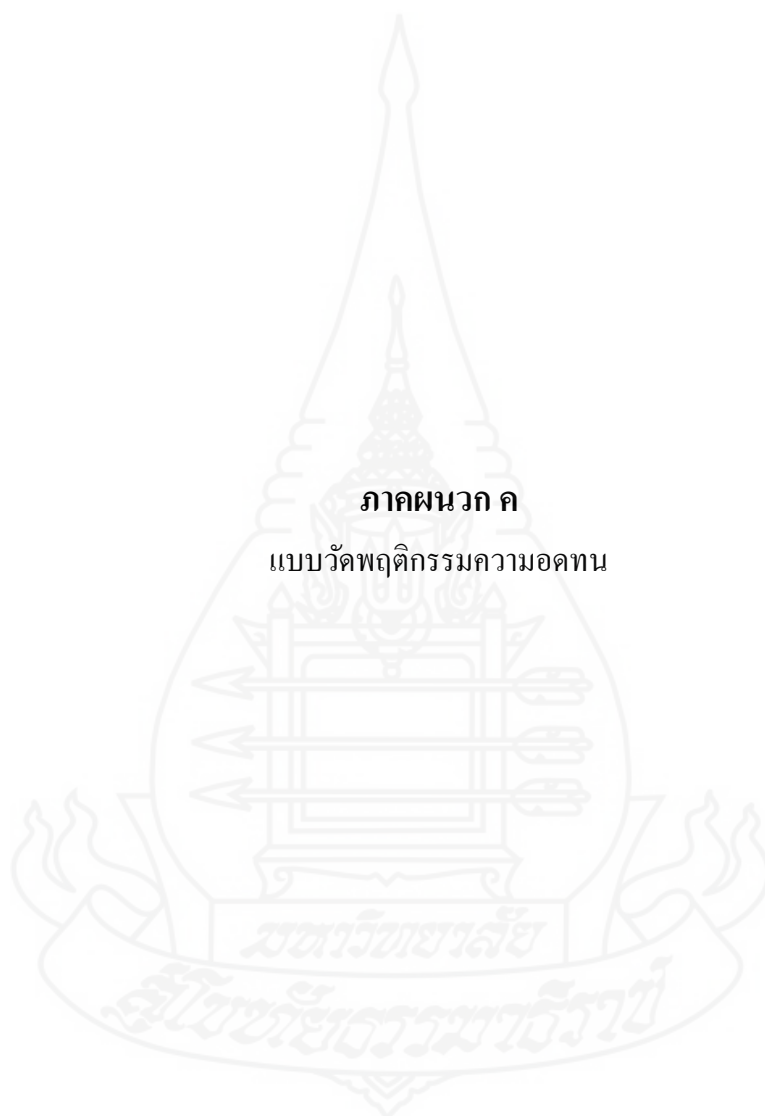 ภาคผนวก ค
แบบวัดพฤติกรรมความอดทน
มหาวิทยาลัย
สุโขทัยธรรมาธิราช